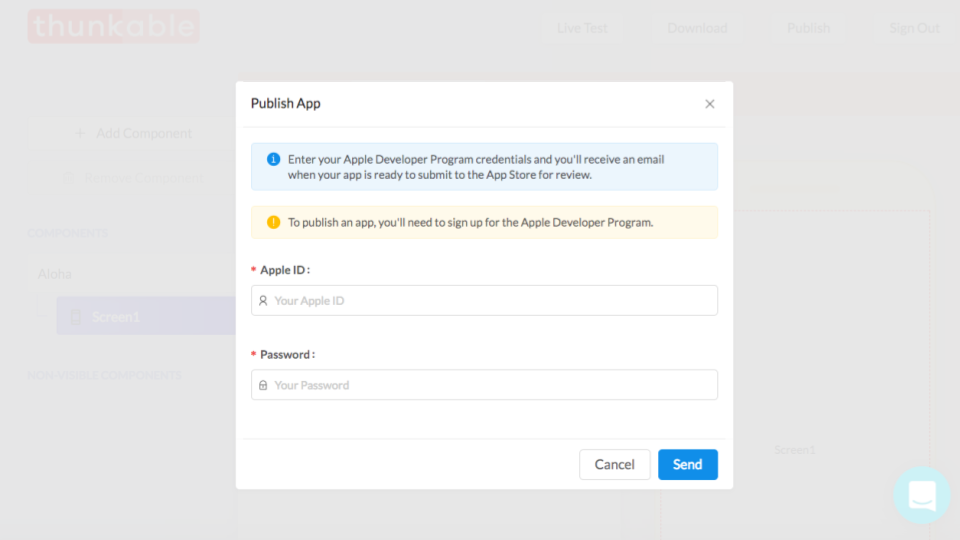 thunkable
Live Test
Download
Publish
Sign Out
Publish App
+ Add Component
Remove Component
Enter your Apple Developer Program credentials and you'll receive an email
when your app is ready to submit to the App Store for review.
To publish an app, you'll need to sign up for the Apple Developer Program.
COMPONENTS
* Apple ID :
Aloha
Your Apple ID
Screen1
* Password :
NON-VISIBLE COMPONENTS
Your Password
Screen1
Cancel
Send